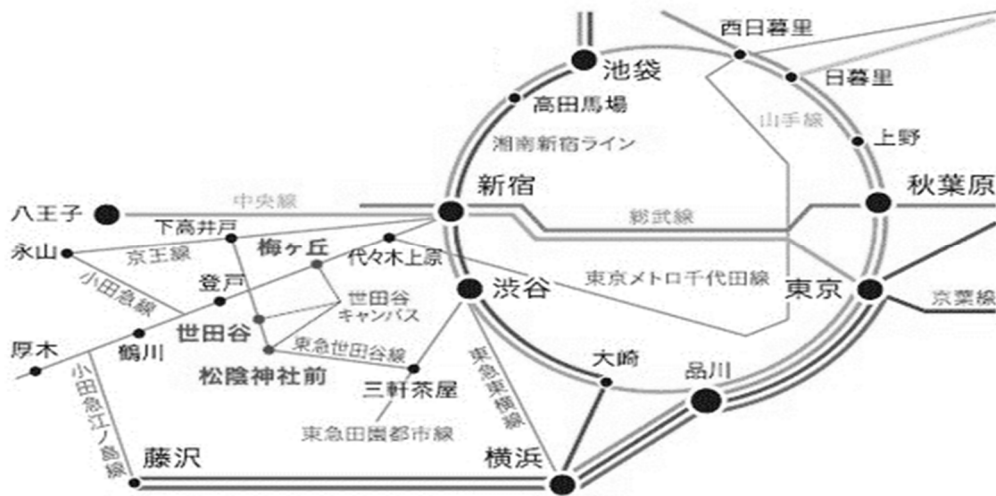 西日暮里
池袋
日暮里
高田馬場
山手線
上野
湘南新宿ライン
新宿
秋葉原
中央線
八王子
総武線
下高井戸
梅ヶ丘
代々木上原
永山
京王線
登戸
東京メトロ千代田線
渋谷
東京
小田急線
世田谷
キャンパス
京葉線
世田谷
厚木
鶴川
東急世田谷線
大崎
品川
松陰神社前
三軒茶屋
東急東横線
小田急江ノ島線
東急田園都市線
藤沢
横浜